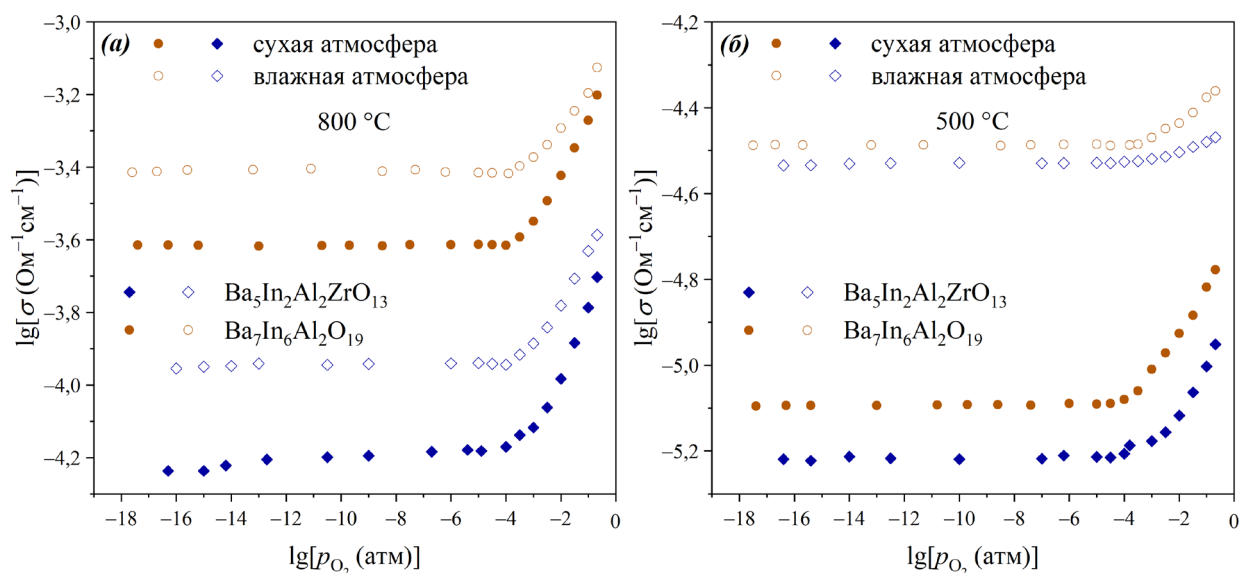 (а)
сухая атмосфера
влажная атмосфера
800 °C
Ba₅In₂Al₂ZrO₁₃
Ba₇In₆Al₂O₁₉
lg[σ (Ом⁻¹см⁻¹)]
–3,0
–3,2
–3,4
–3,6
–3,8
–4,0
–4,2
–18 –16 –14 –12 –10 –8 –6 –4 –2 0
lg[pO₂ (атм)]
(б)
сухая атмосфера
влажная атмосфера
500 °C
Ba₅In₂Al₂ZrO₁₃
Ba₇In₆Al₂O₁₉
lg[σ (Ом⁻¹см⁻¹)]
–4,2
–4,4
–4,6
–4,8
–5,0
–5,2
–18 –16 –14 –12 –10 –8 –6 –4 –2 0
lg[pO₂ (атм)]